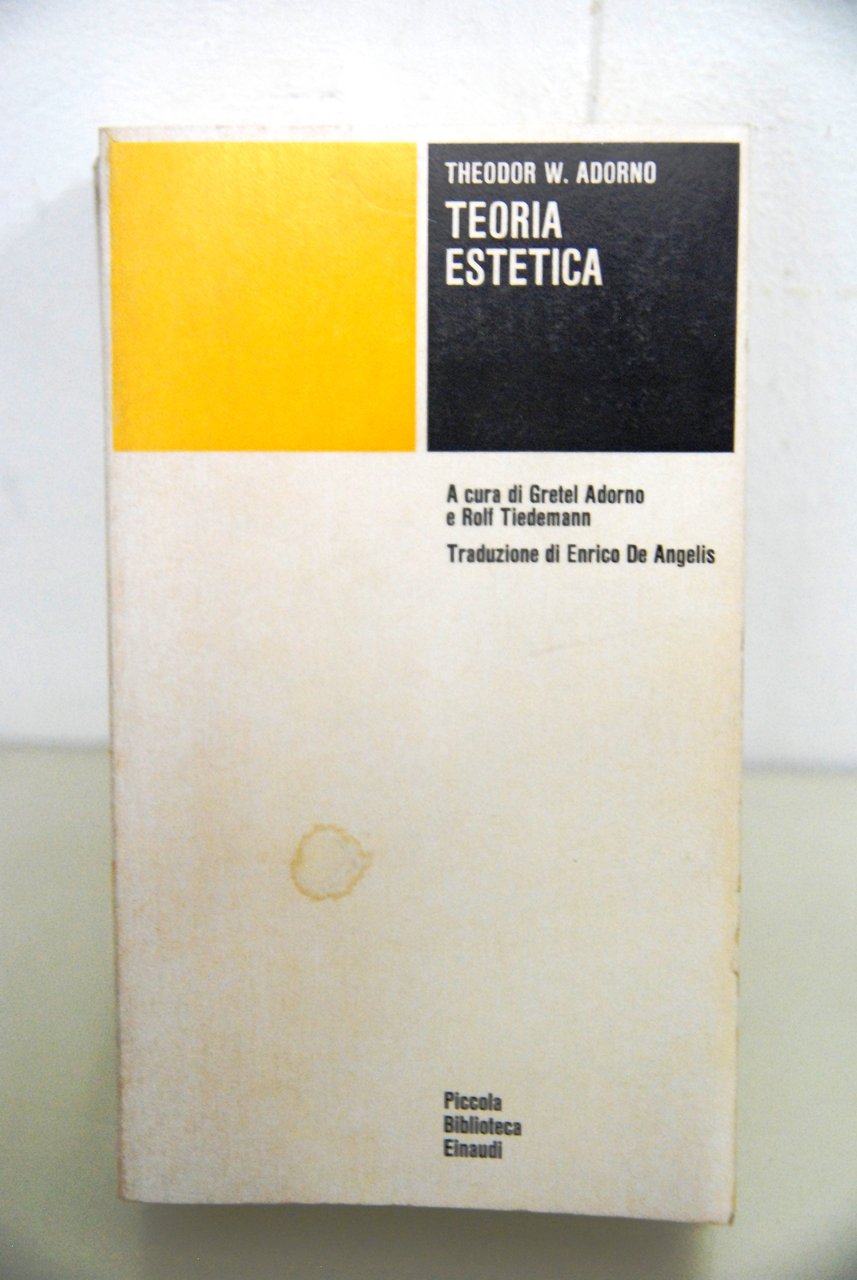 THEODOR W. ADORNO
TEORIA
ESTETICA
A cura di Gretel Adorno
e Rolf Tiedemann
Traduzione di Enrico De Angelis
Piccola
Biblioteca
Einaudi